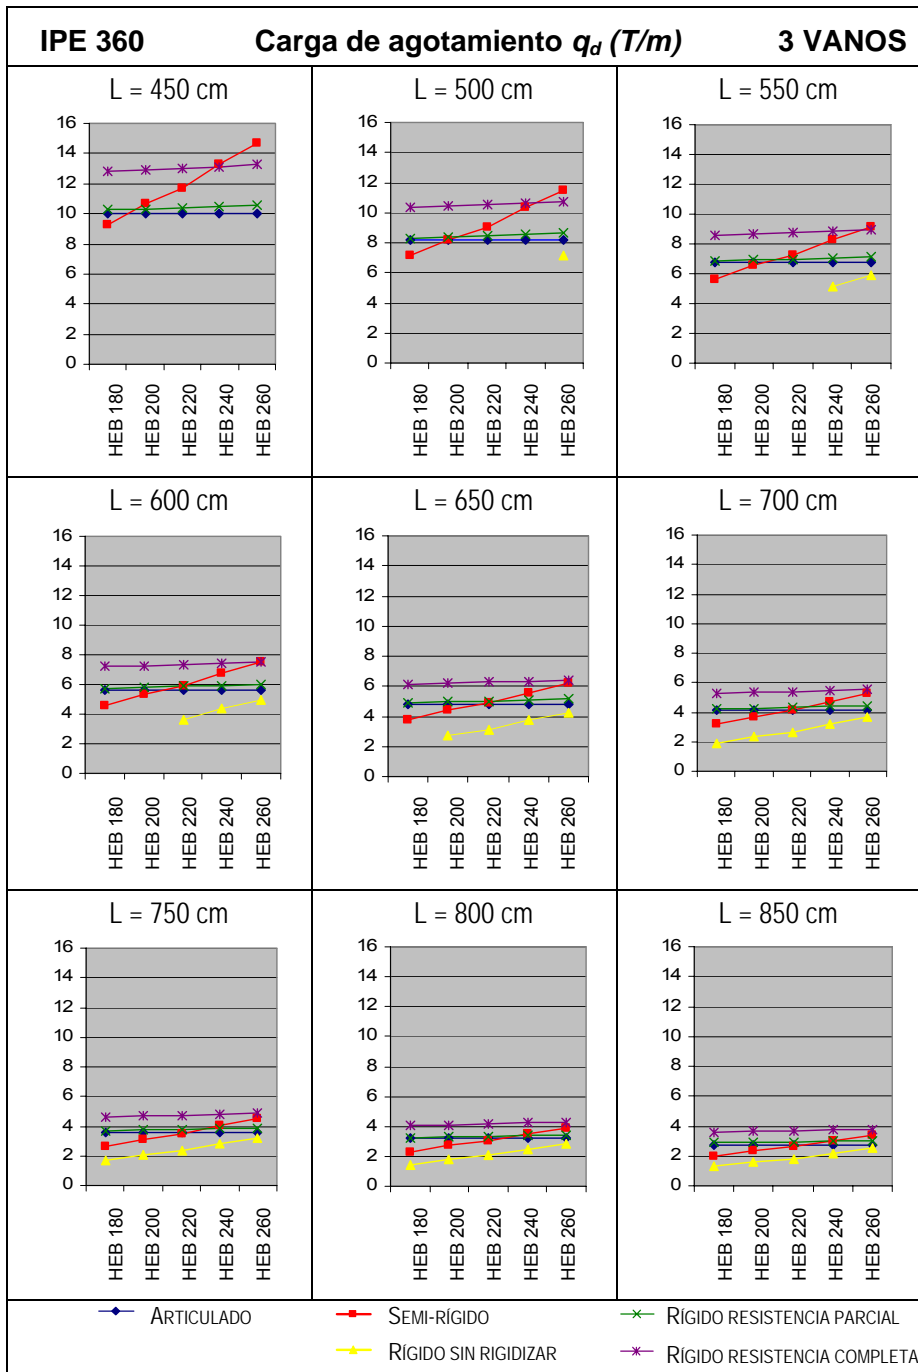 IPE 360 Carga de agotamiento qd (T/m) 3 VANOS
L = 450 cm
16
14
12
10
8
6
4
2
0
HEB 180
HEB 200
HEB 220
HEB 240
HEB 260
L = 500 cm
16
14
12
10
8
6
4
2
0
HEB 180
HEB 200
HEB 220
HEB 240
HEB 260
L = 550 cm
16
14
12
10
8
6
4
2
0
HEB 180
HEB 200
HEB 220
HEB 240
HEB 260
L = 600 cm
16
14
12
10
8
6
4
2
0
HEB 180
HEB 200
HEB 220
HEB 240
HEB 260
L = 650 cm
16
14
12
10
8
6
4
2
0
HEB 180
HEB 200
HEB 220
HEB 240
HEB 260
L = 700 cm
16
14
12
10
8
6
4
2
0
HEB 180
HEB 200
HEB 220
HEB 240
HEB 260
L = 750 cm
16
14
12
10
8
6
4
2
0
HEB 180
HEB 200
HEB 220
HEB 240
HEB 260
L = 800 cm
16
14
12
10
8
6
4
2
0
HEB 180
HEB 200
HEB 220
HEB 240
HEB 260
L = 850 cm
16
14
12
10
8
6
4
2
0
HEB 180
HEB 200
HEB 220
HEB 240
HEB 260
ARTICULADO
SEMI-RÍGIDO
RÍGIDO RESISTENCIA PARCIAL
RÍGIDO SIN RIGIDIZAR
RÍGIDO RESISTENCIA COMPLETA